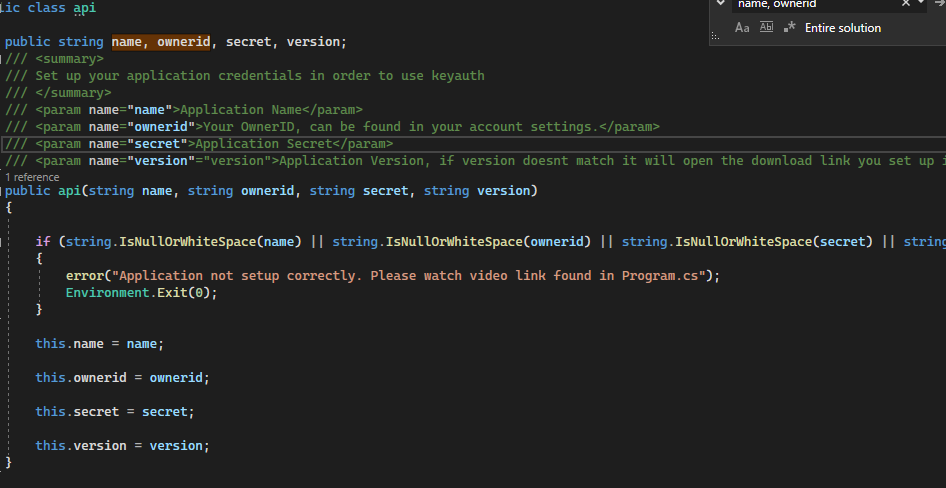 name, ownerid
Aa Ab .* Entire solution
lic class api
public string name, ownerid, secret, version;
/// <summary>
/// Set up your application credentials in order to use keyauth
/// </summary>
/// <param name="name">Application Name</param>
/// <param name="ownerid">Your OwnerID, can be found in your account settings.</param>
/// <param name="secret">Application Secret</param>
/// <param name="version"="version">Application Version, if version doesnt match it will open the download link you set up i
1 reference
public api(string name, string ownerid, string secret, string version)
{
if (string.IsNullOrWhiteSpace(name) || string.IsNullOrWhiteSpace(ownerid) || string.IsNullOrWhiteSpace(secret) || string
{
error("Application not setup correctly. Please watch video link found in Program.cs");
Environment.Exit(0);
}
this.name = name;
this.ownerid = ownerid;
this.secret = secret;
this.version = version;
}